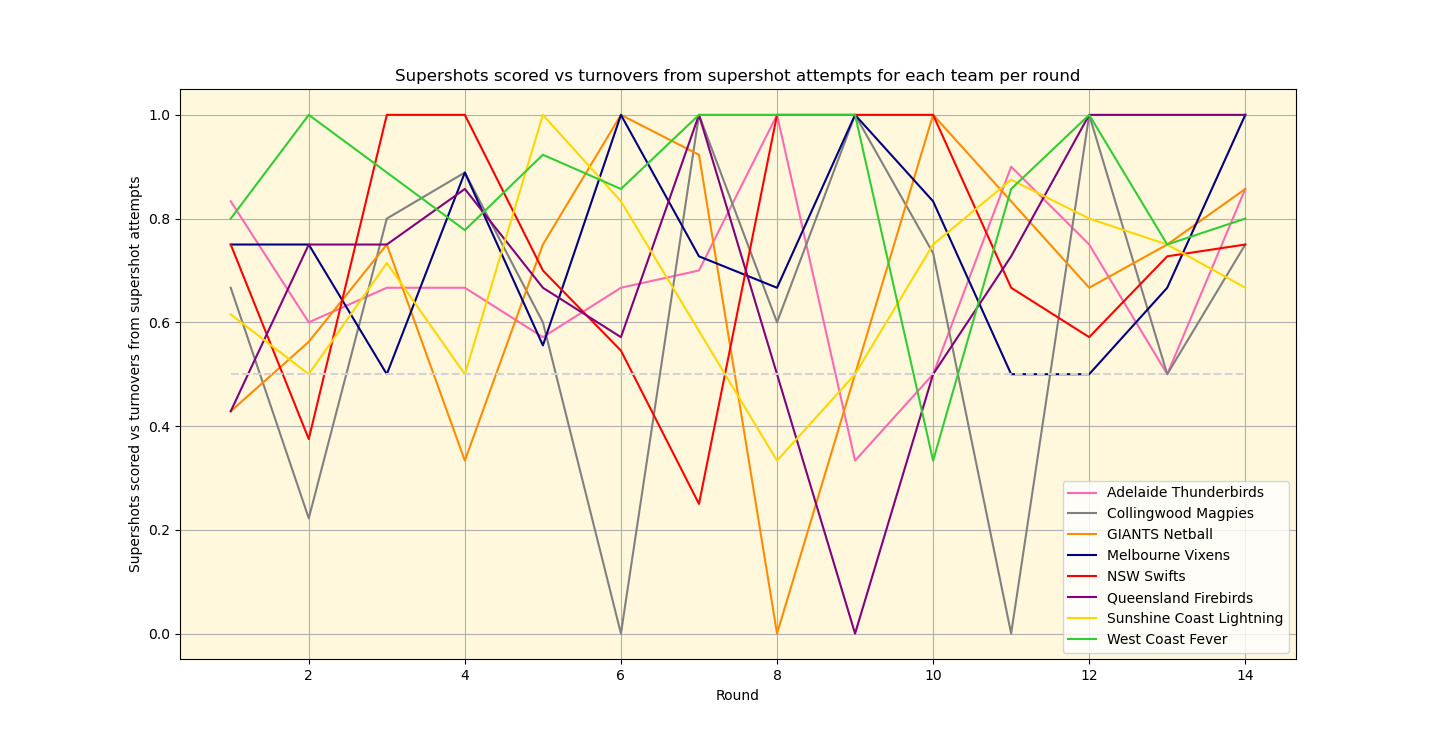 Supershots scored vs turnovers from supershot attempts for each team per round
Supershots scored vs turnovers from supershot attempts
1.0
0.8
0.6
0.4
0.2
0.0
Adelaide Thunderbirds
Collingwood Magpies
GIANTS Netball
Melbourne Vixens
NSW Swifts
Queensland Firebirds
Sunshine Coast Lightning
West Coast Fever
2 4 6 8 10 12 14
Round